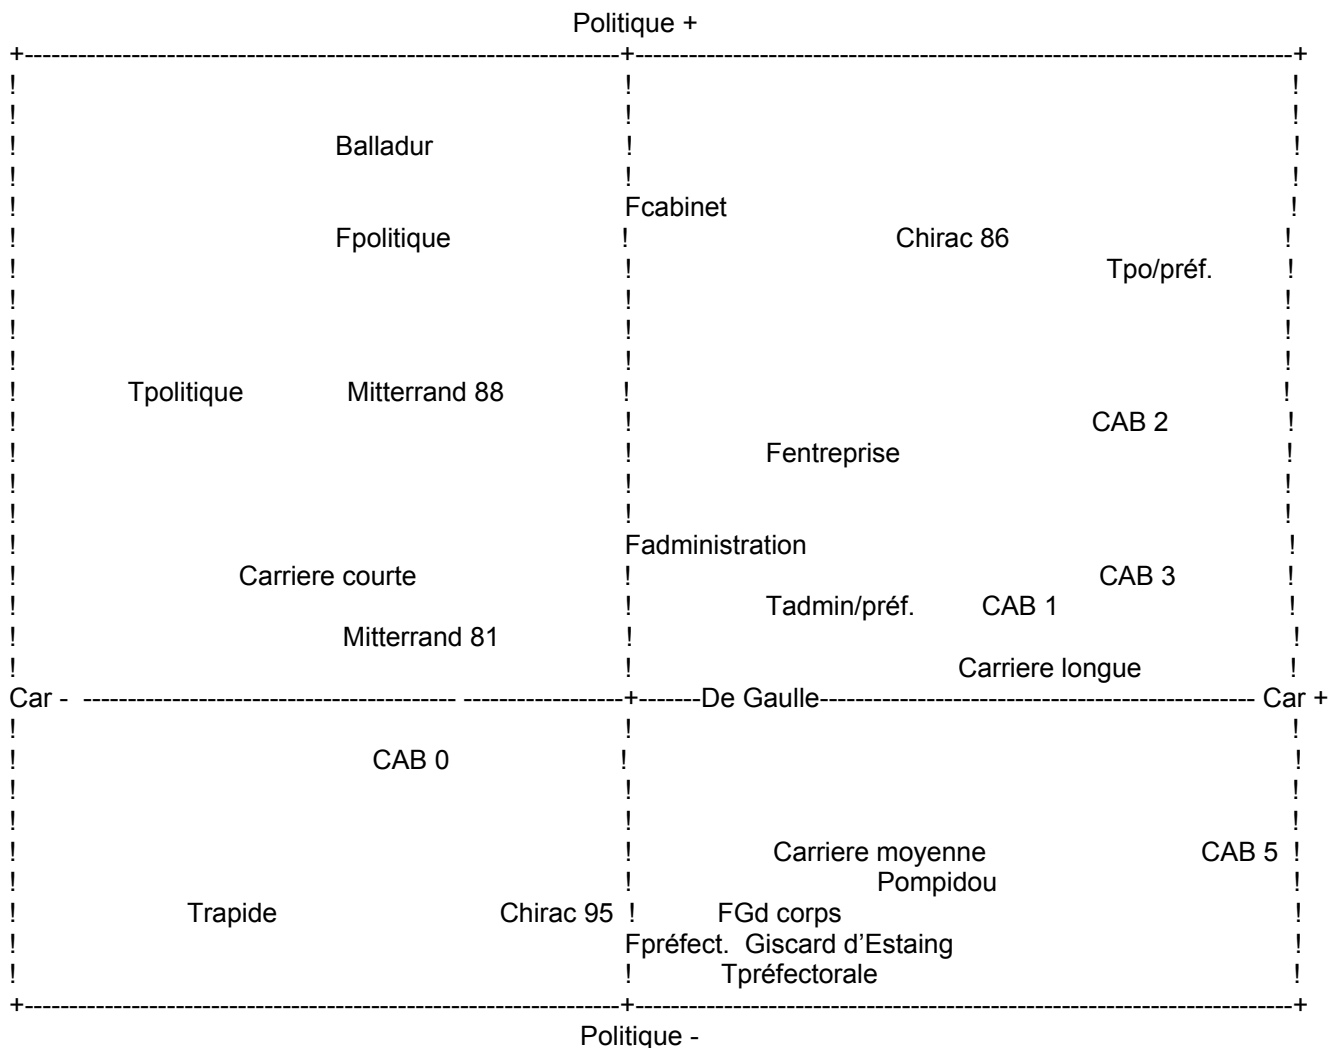 Politique +
Balladur
Fcabinet
Fpolitique Chirac 86
Tpo/préf.
Tpolitique Mitterrand 88
CAB 2
Fentreprise
Fadministration
Carriere courte CAB 3
Tadmin/préf. CAB 1
Mitterrand 81
Carriere longue
Car - De Gaulle Car +
CAB 0
Carrière moyenne CAB 5
Pompidou
Trapide Chirac 95 FGd corps
Fpréfect. Giscard d’Estaing
Tpréfectorale
Politique -